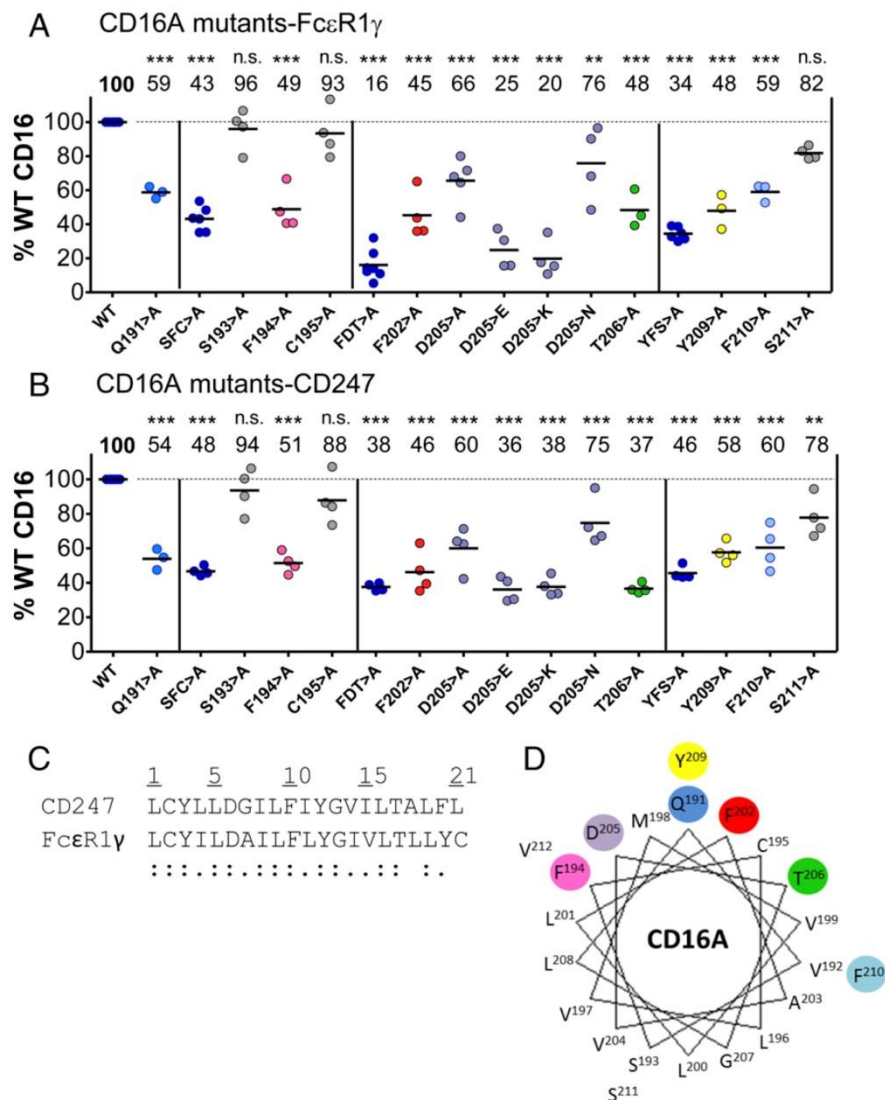 A CD16A mutants-FcεR1γ
*** *** n.s. *** n.s. *** *** *** *** *** ** *** *** *** *** n.s.
100 59 43 96 49 93 16 45 66 25 20 76 48 34 48 59 82
% WT CD16
100
80
60
40
20
0
WT Q191>A SFC>A S193>A F194>A C195>A FDT>A F202>A D205>A D205>E D205>K D205>N T206>A YFS>A Y209>A F210>A S211>A
B CD16A mutants-CD247
*** *** n.s. *** n.s. *** *** *** *** *** *** *** *** *** *** **
100 54 48 94 51 88 38 46 60 36 38 75 37 46 58 60 78
% WT CD16
100
80
60
40
20
0
WT Q191>A SFC>A S193>A F194>A C195>A FDT>A F202>A D205>A D205>E D205>K D205>N T206>A YFS>A Y209>A F210>A S211>A
C
1 5 10 15 21
CD247 LCYLLDGILFIYGVILTALFL
FcεR1γ LCYILDAILFLYGIVLTLLYC
:::.::.:::.::..:: :.
D
Y209
Q191
F202
M198
D205
C195
V212
F194
T206
L201
V199
L208
CD16A
V192
F210
V197
A203
V204
L196
S193
G207
L200
S211